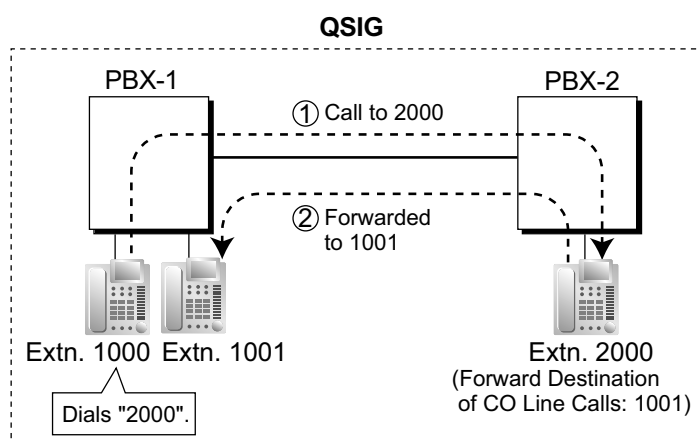 QSIG
PBX-1
PBX-2
① Call to 2000
② Forwarded
to 1001
Extn. 1000
Extn. 1001
Extn. 2000
(Forward Destination
of CO Line Calls: 1001)
Dials "2000".